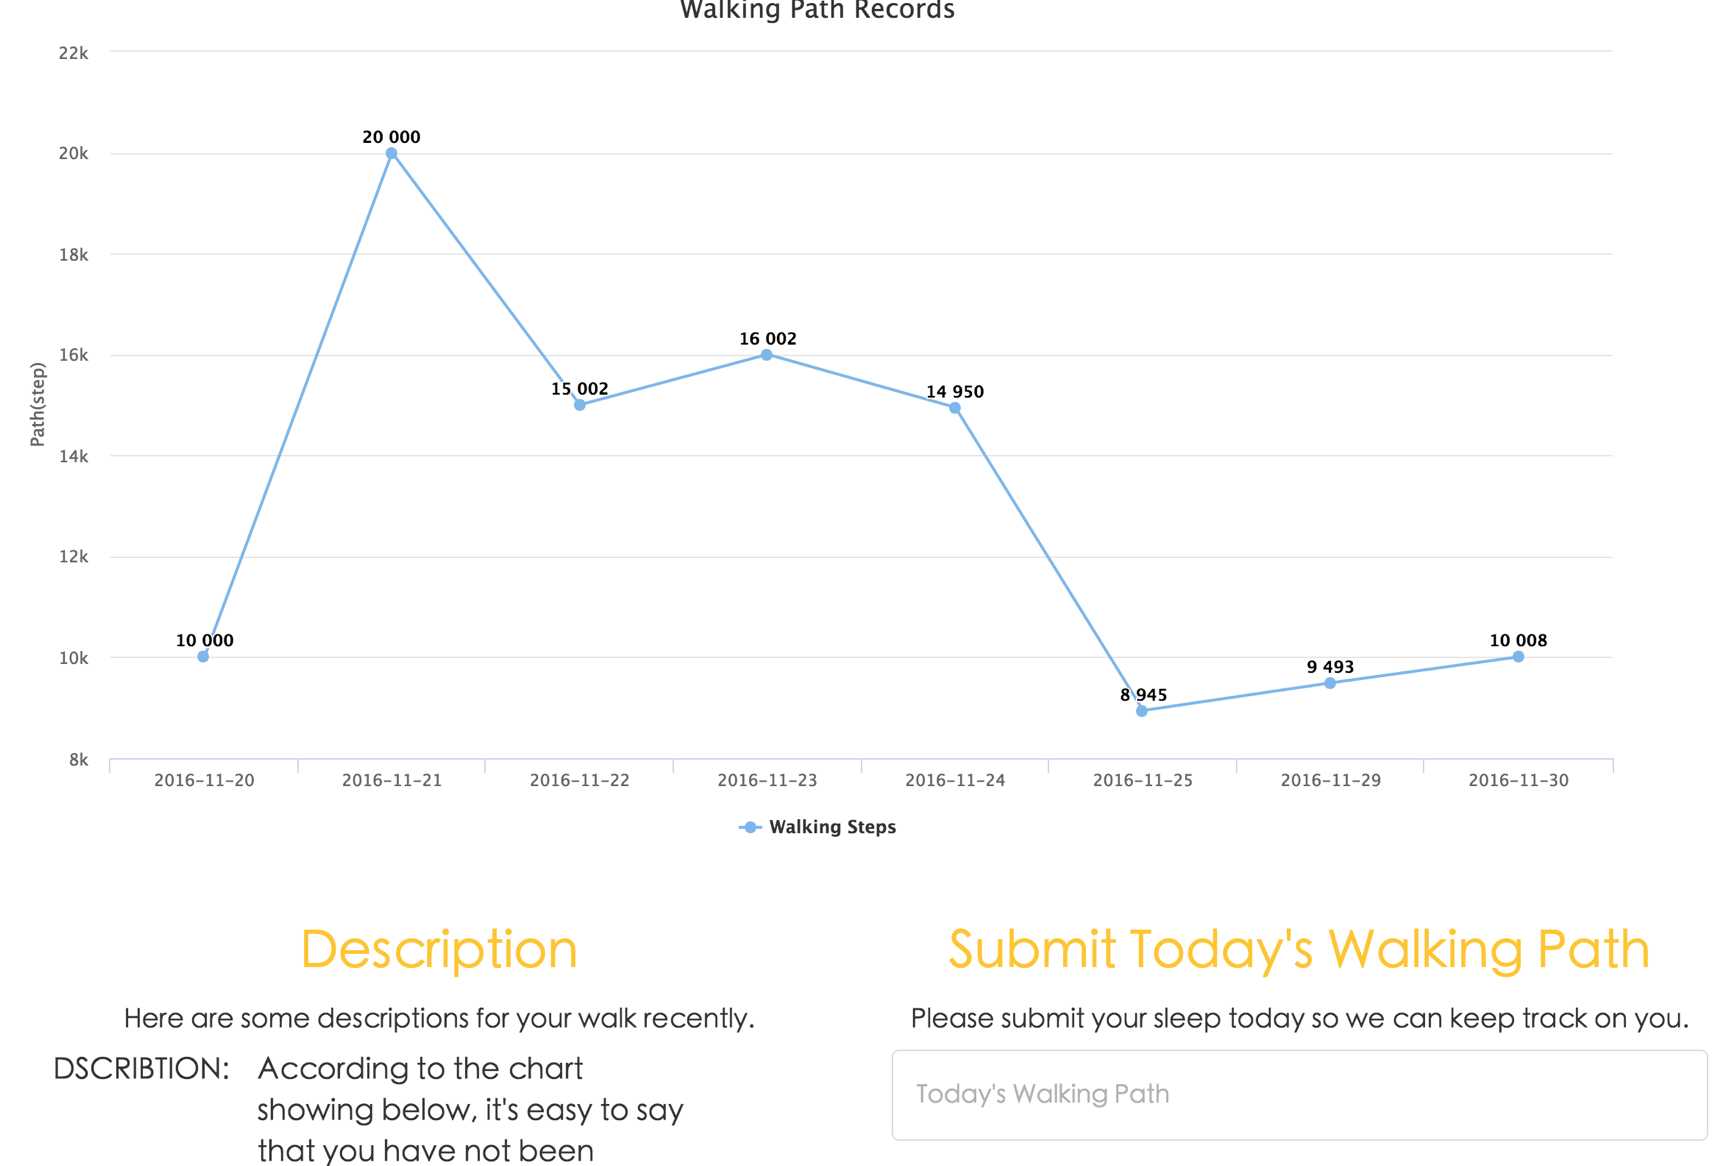 Walking Path Records
22k
20k
18k
16k
14k
12k
10k
8k
Path(step)
10 000
20 000
15 002
16 002
14 950
8 945
9 493
10 008
2016-11-20
2016-11-21
2016-11-22
2016-11-23
2016-11-24
2016-11-25
2016-11-29
2016-11-30
Walking Steps
Description
Here are some descriptions for your walk recently.
DSCRIBTION: According to the chart
showing below, it's easy to say
that you have not been
Submit Today's Walking Path
Please submit your sleep today so we can keep track on you.
Today's Walking Path